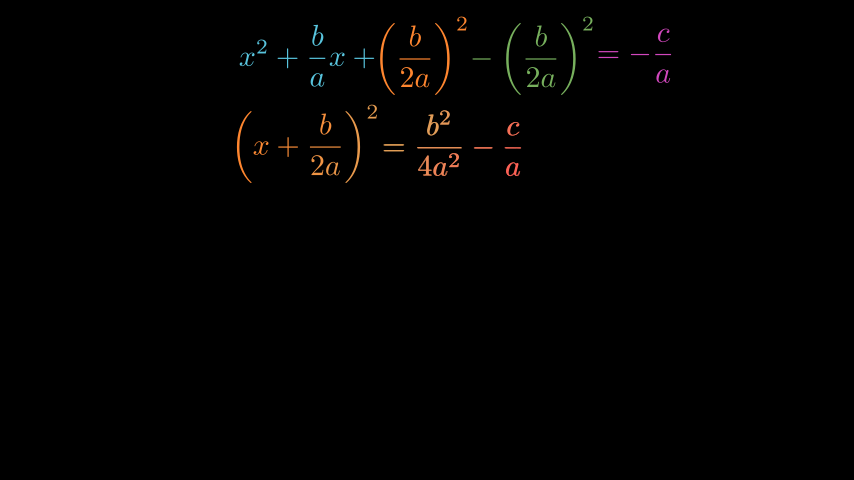 x² + b/a x + (b/2a)² − (b/2a)² = − c/a
(x + b/2a)² = b²/4a² − c/a